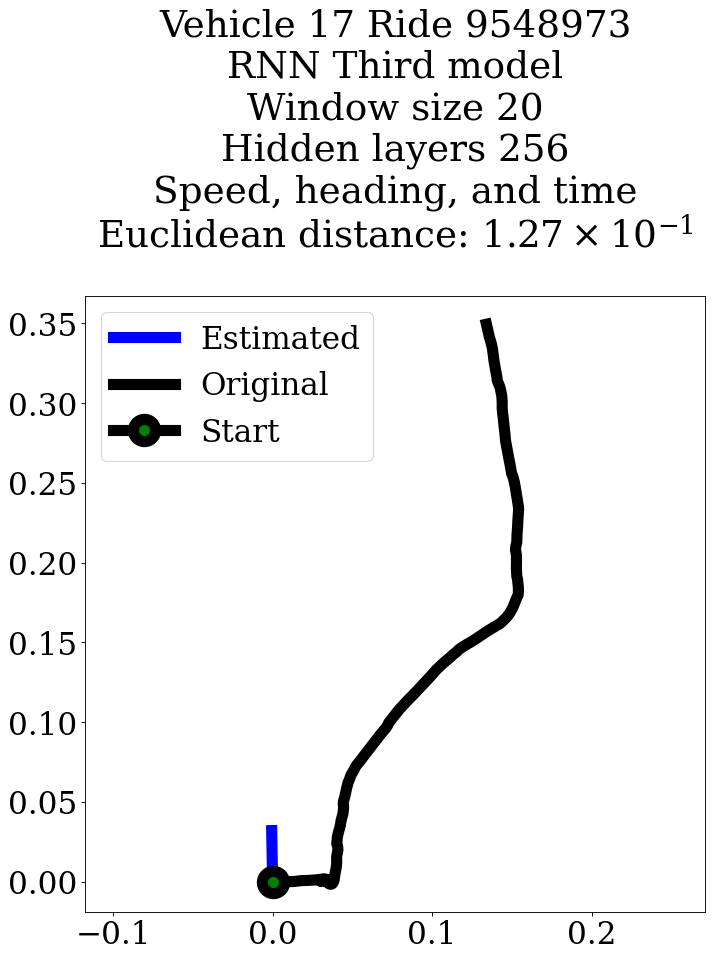 Vehicle 17 Ride 9548973
RNN Third model
Window size 20
Hidden layers 256
Speed, heading, and time
Euclidean distance: 1.27 × 10⁻¹
Estimated
Original
Start
0.35
0.30
0.25
0.20
0.15
0.10
0.05
0.00
−0.1
0.0
0.1
0.2